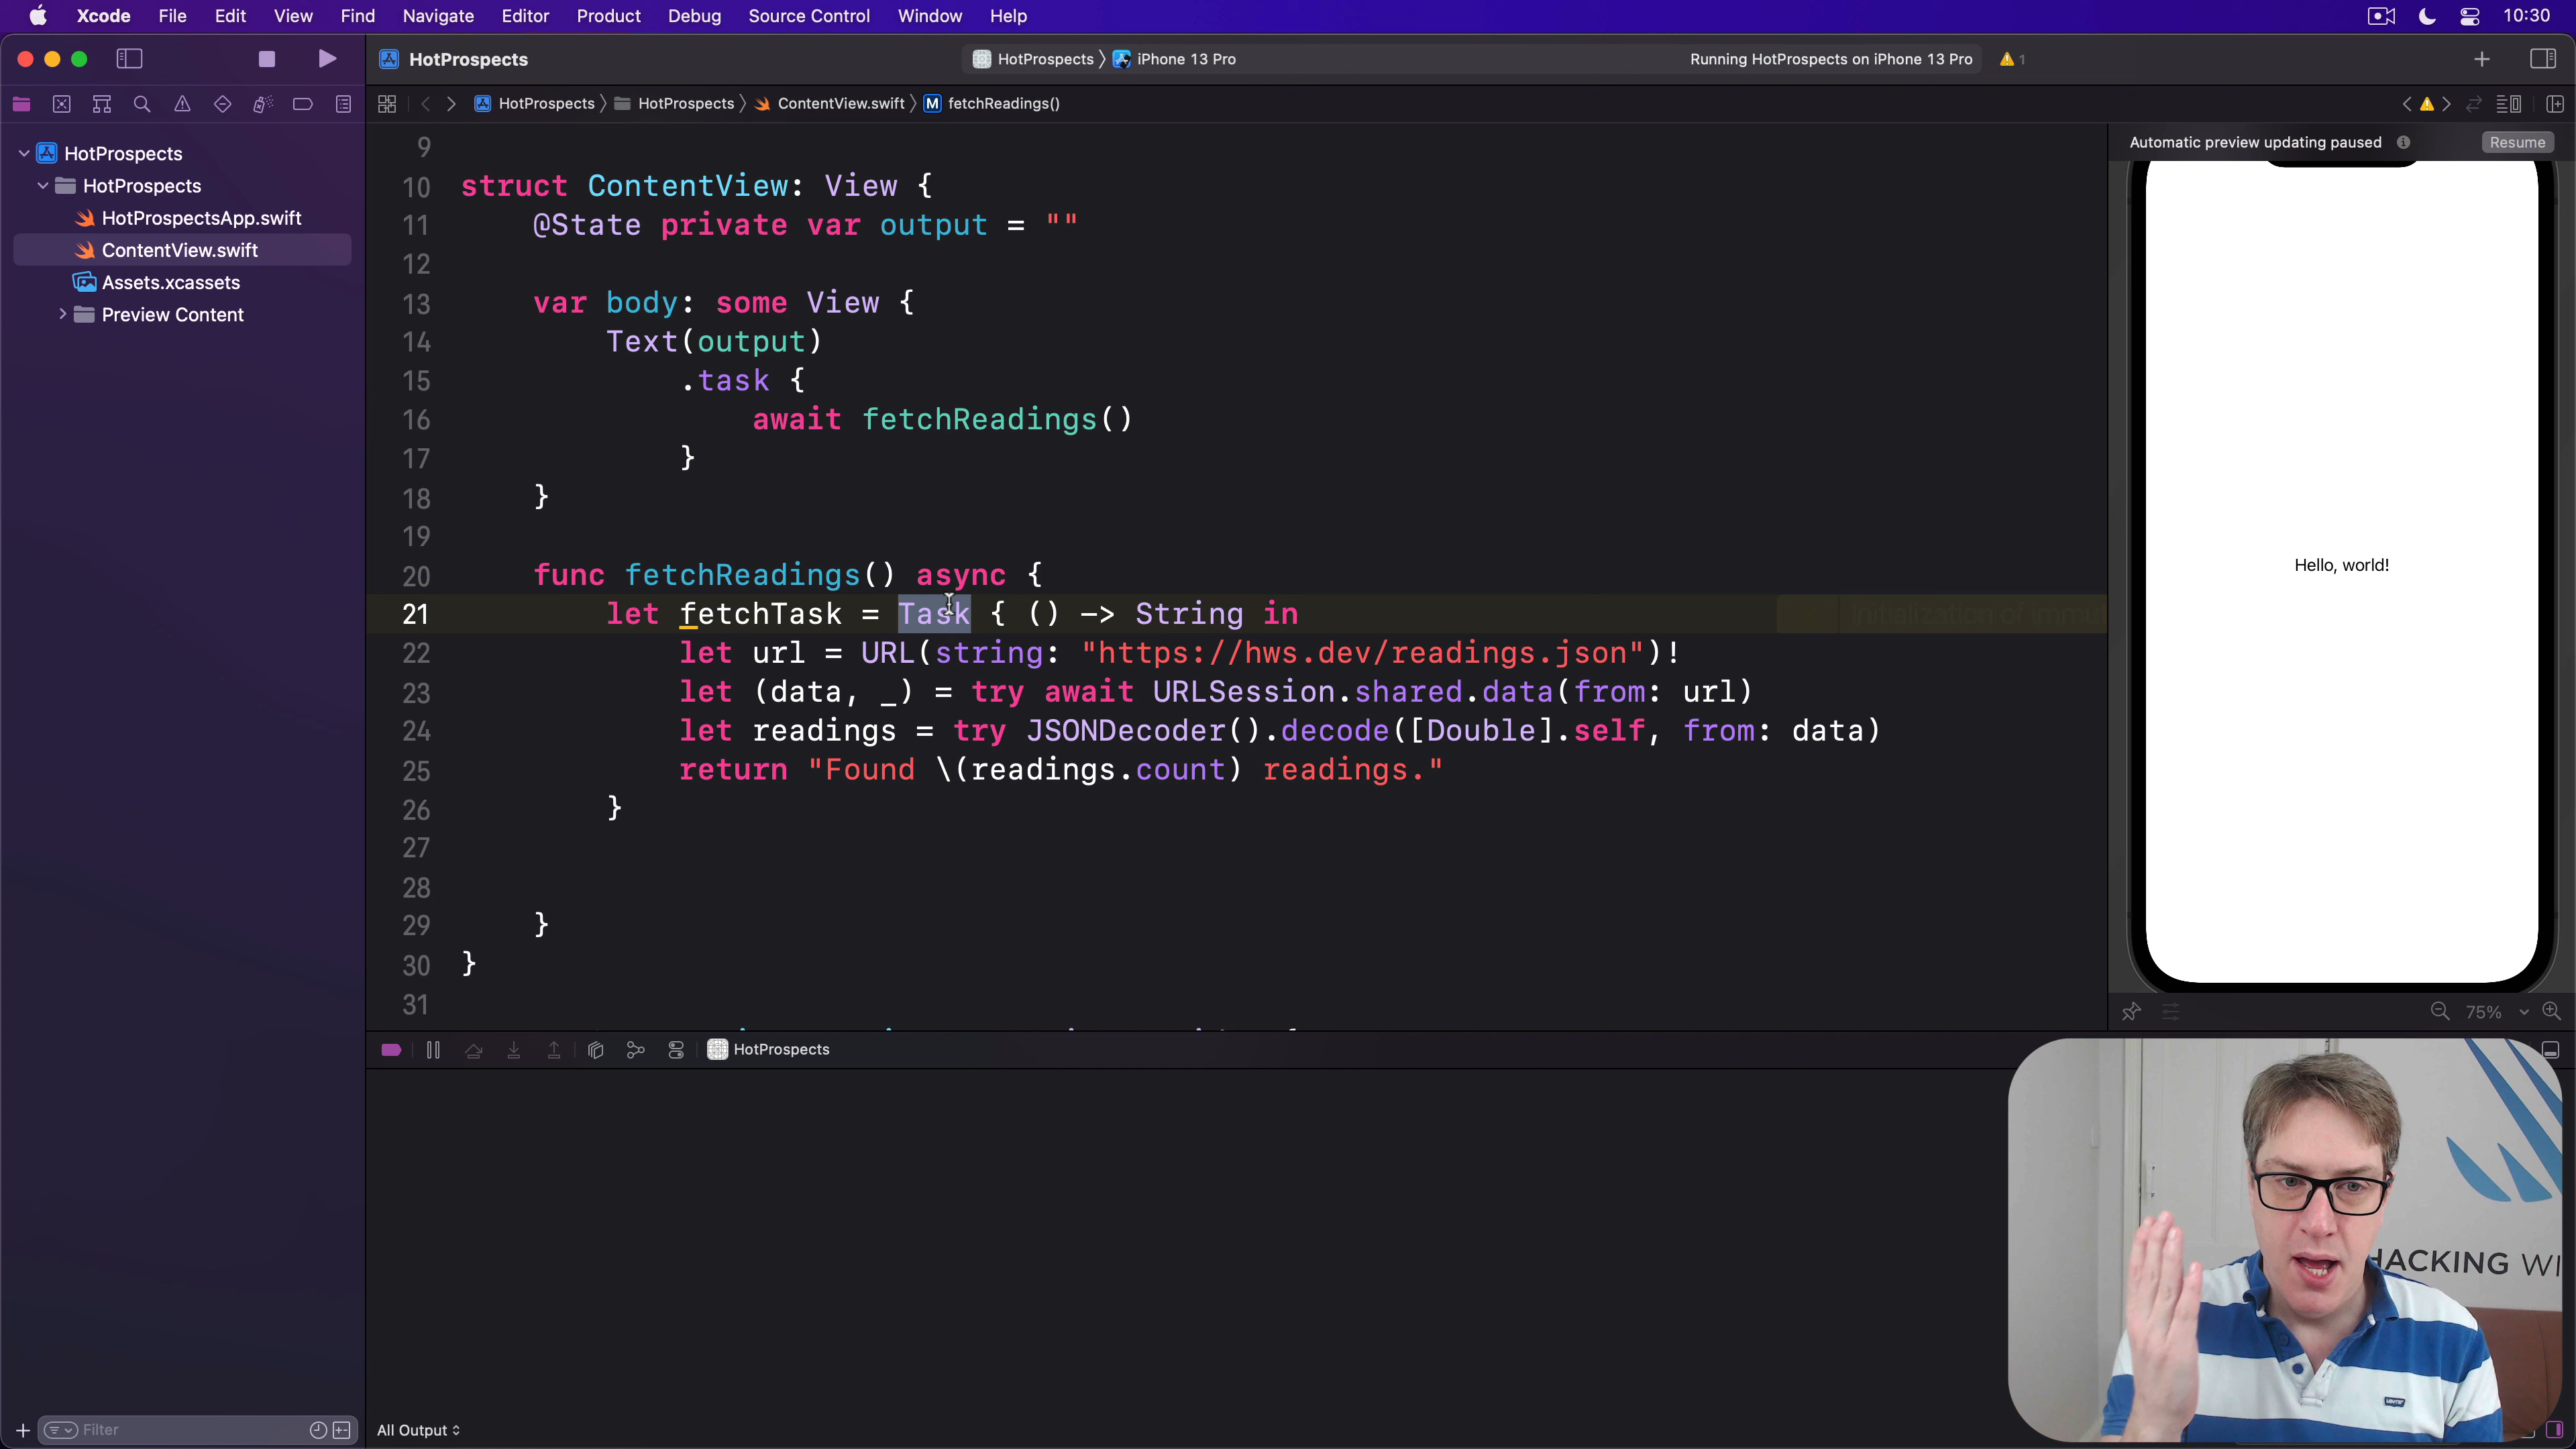 Xcode File Edit View Find Navigate Editor Product Debug Source Control Window Help 10:30
HotProspects HotProspects iPhone 13 Pro Running HotProspects on iPhone 13 Pro 1
HotProspects HotProspects ContentView.swift M fetchReadings()
HotProspects
HotProspects
HotProspectsApp.swift
ContentView.swift
Assets.xcassets
Preview Content
Filter
9
10 struct ContentView: View {
11 @State private var output = ""
12
13 var body: some View {
14 Text(output)
15 .task {
16 await fetchReadings()
17 }
18 }
19
20 func fetchReadings() async {
21 let fetchTask = Task { () -> String in Initialization of immut
22 let url = URL(string: "https://hws.dev/readings.json")!
23 let (data, _) = try await URLSession.shared.data(from: url)
24 let readings = try JSONDecoder().decode([Double].self, from: data)
25 return "Found \(readings.count) readings."
26 }
27
28
29 }
30 }
31
Automatic preview updating paused Resume
Hello, world!
75%
HotProspects
All Output
HACKING WI